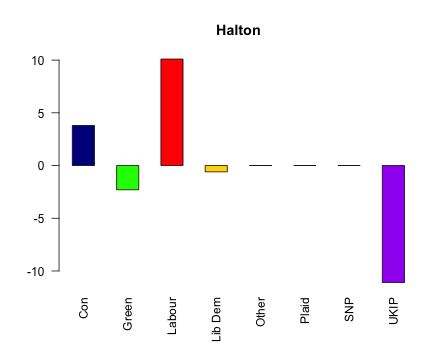 Halton
10
5
0
-5
-10
Con
Green
Labour
Lib Dem
Other
Plaid
SNP
UKIP